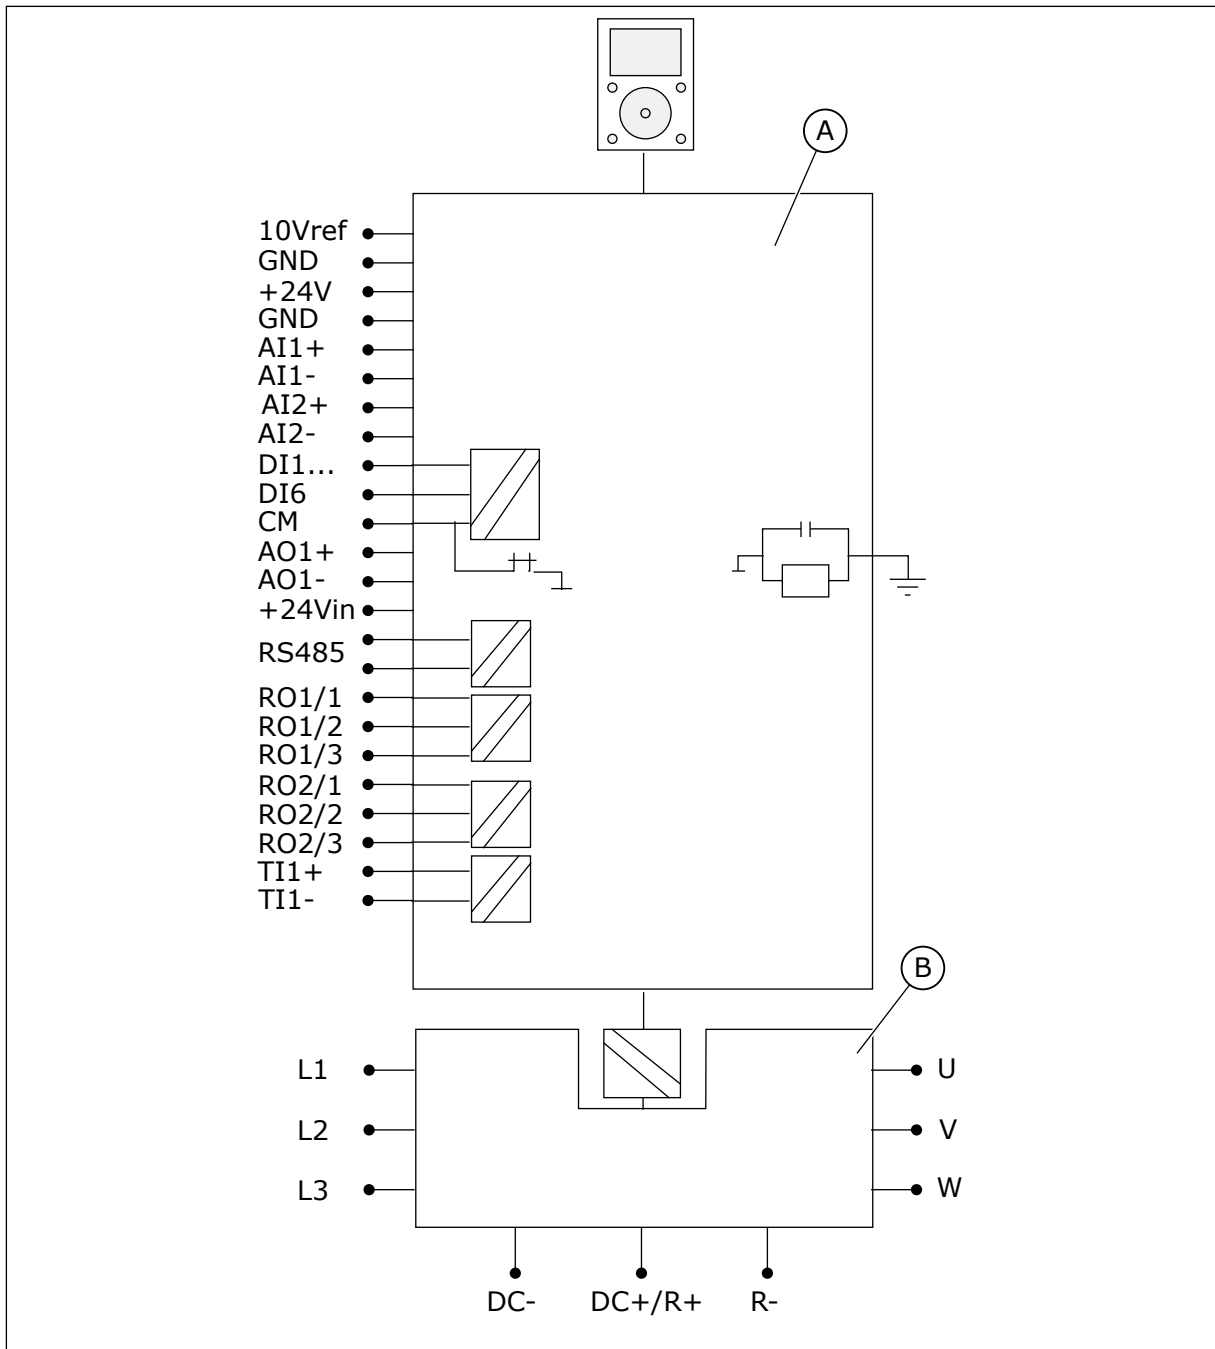 A
10Vref
GND
+24V
GND
AI1+
AI1-
AI2+
AI2-
DI1...
DI6
CM
AO1+
AO1-
+24Vin
RS485
RO1/1
RO1/2
RO1/3
RO2/1
RO2/2
RO2/3
TI1+
TI1-
B
L1
U
L2
V
L3
W
DC-
DC+/R+
R-